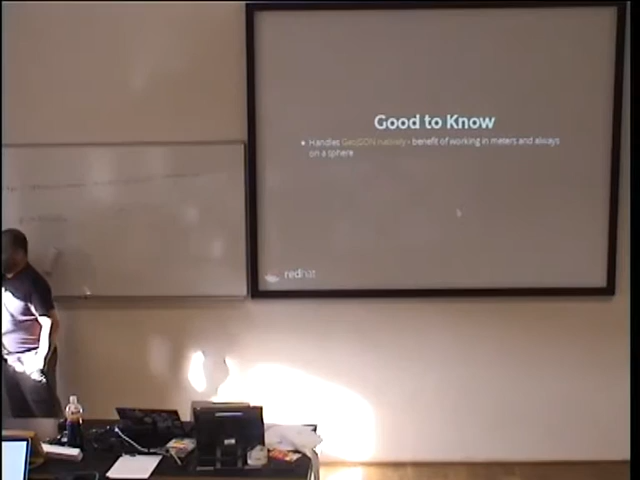 Good to Know
• Handles GeoJSON natively - benefit of working in meters and always
on a sphere
redhat